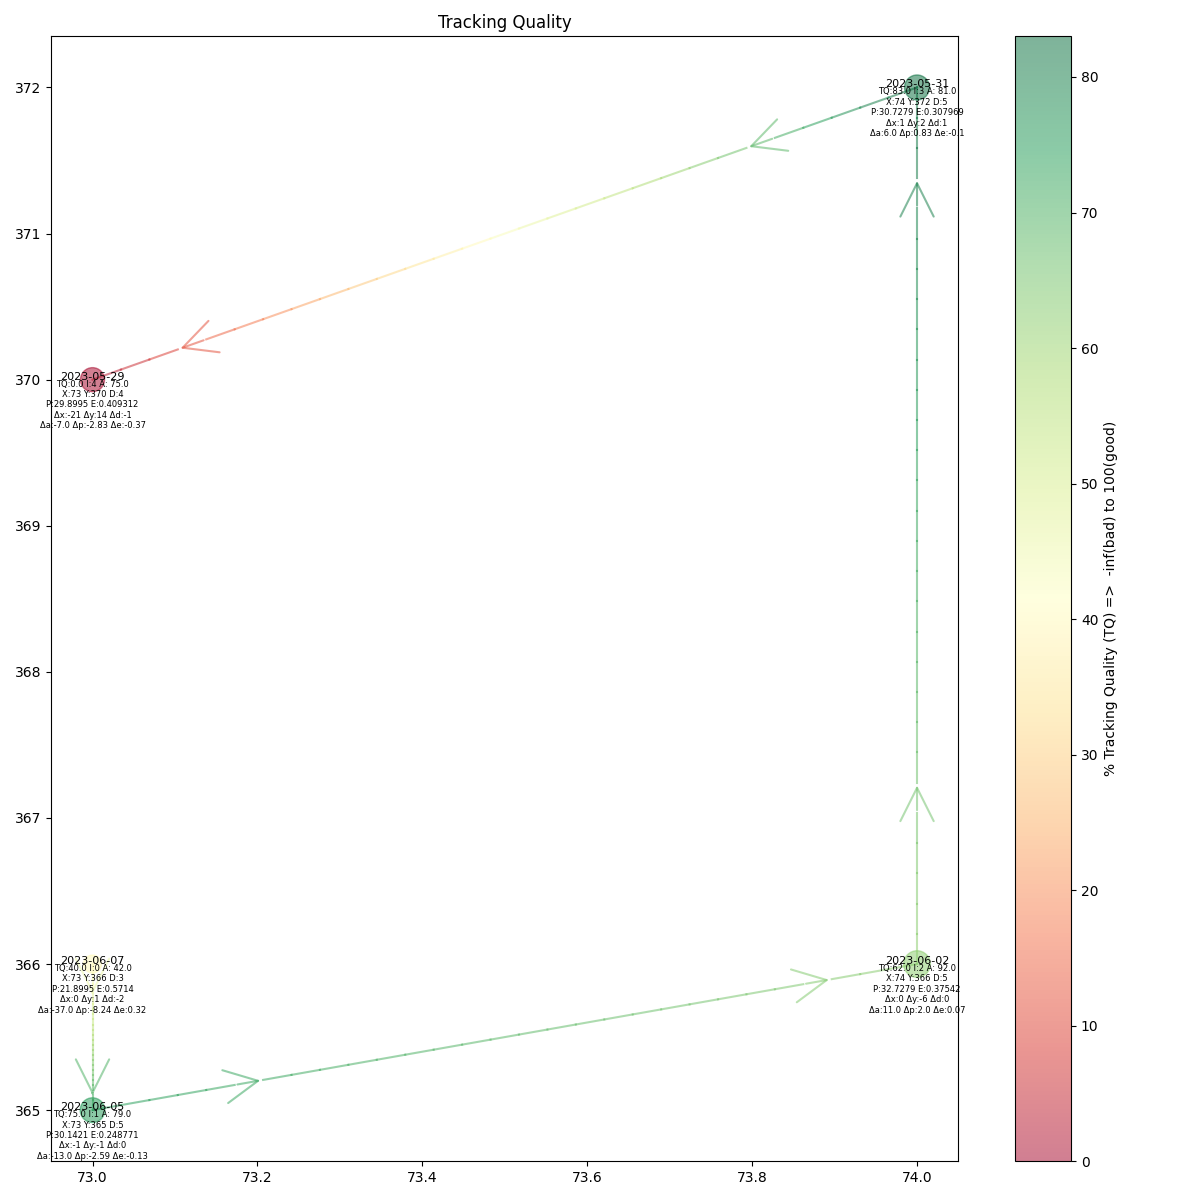 Tracking Quality
372
371
370
369
368
367
366
365
73.0
73.2
73.4
73.6
73.8
74.0
2023-05-31
TQ:83.0 I:3 A: 81.0
X:74 Y:372 D:5
P:30.7279 E:0.307969
Δx:1 Δy:2 Δd:1
Δa:6.0 Δp:0.83 Δe:-0.1
2023-05-29
TQ:0.0 I:4 A: 75.0
X:73 Y:370 D:4
P:29.8995 E:0.409312
Δx:-21 Δy:14 Δd:-1
Δa:-7.0 Δp:-2.83 Δe:-0.37
2023-06-07
TQ:40.0 I:0 A: 42.0
X:73 Y:366 D:3
P:21.8995 E:0.5714
Δx:0 Δy:1 Δd:-2
Δa:-37.0 Δp:-8.24 Δe:0.32
2023-06-02
TQ:62.0 I:2 A: 92.0
X:74 Y:366 D:5
P:32.7279 E:0.37542
Δx:0 Δy:-6 Δd:0
Δa:11.0 Δp:2.0 Δe:0.07
2023-06-05
TQ:75.0 I:1 A: 79.0
X:73 Y:365 D:5
P:30.1421 E:0.248771
Δx:-1 Δy:-1 Δd:0
Δa:-13.0 Δp:-2.59 Δe:-0.13
80
70
60
50
40
30
20
10
0
% Tracking Quality (TQ) => -inf(bad) to 100(good)